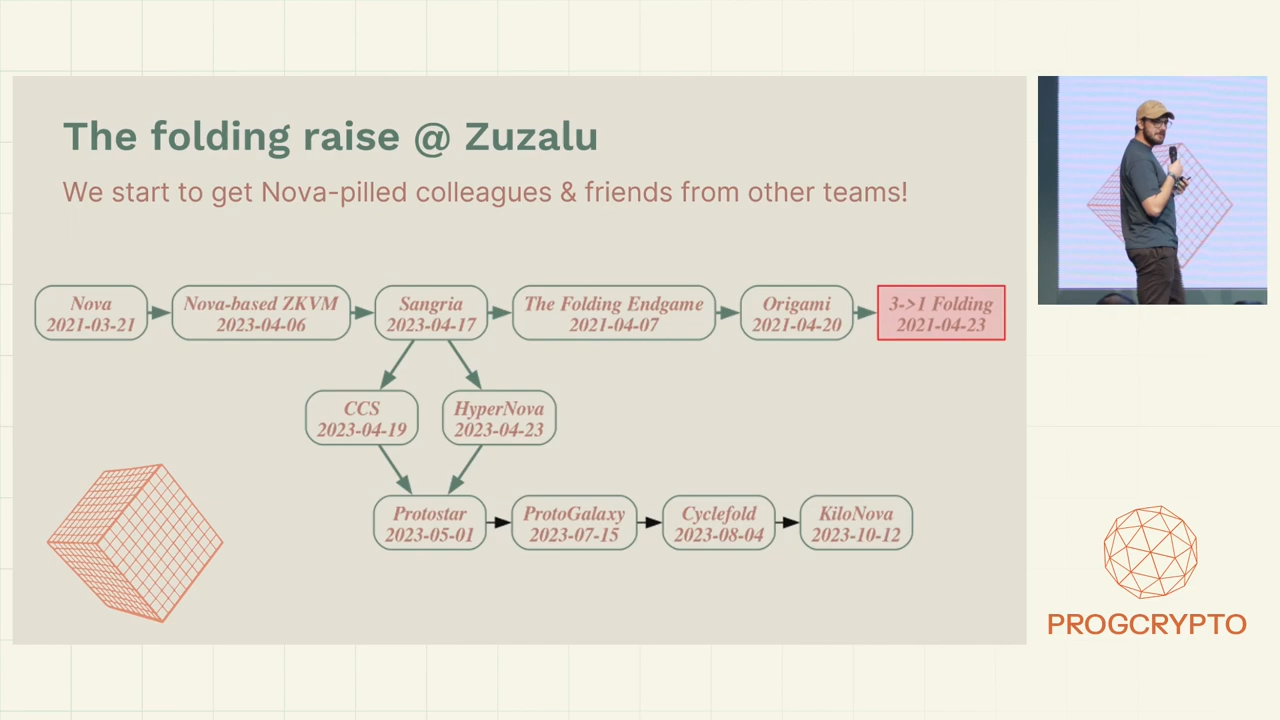 The folding raise @ Zuzalu
We start to get Nova-pilled colleagues & friends from other teams!
Nova
2021-03-21
Nova-based ZKVM
2023-04-06
Sangria
2023-04-17
The Folding Endgame
2021-04-07
Origami
2021-04-20
3->1 Folding
2021-04-23
CCS
2023-04-19
HyperNova
2023-04-23
Protostar
2023-05-01
ProtoGalaxy
2023-07-15
Cyclefold
2023-08-04
KiloNova
2023-10-12
PROGCRYPTO